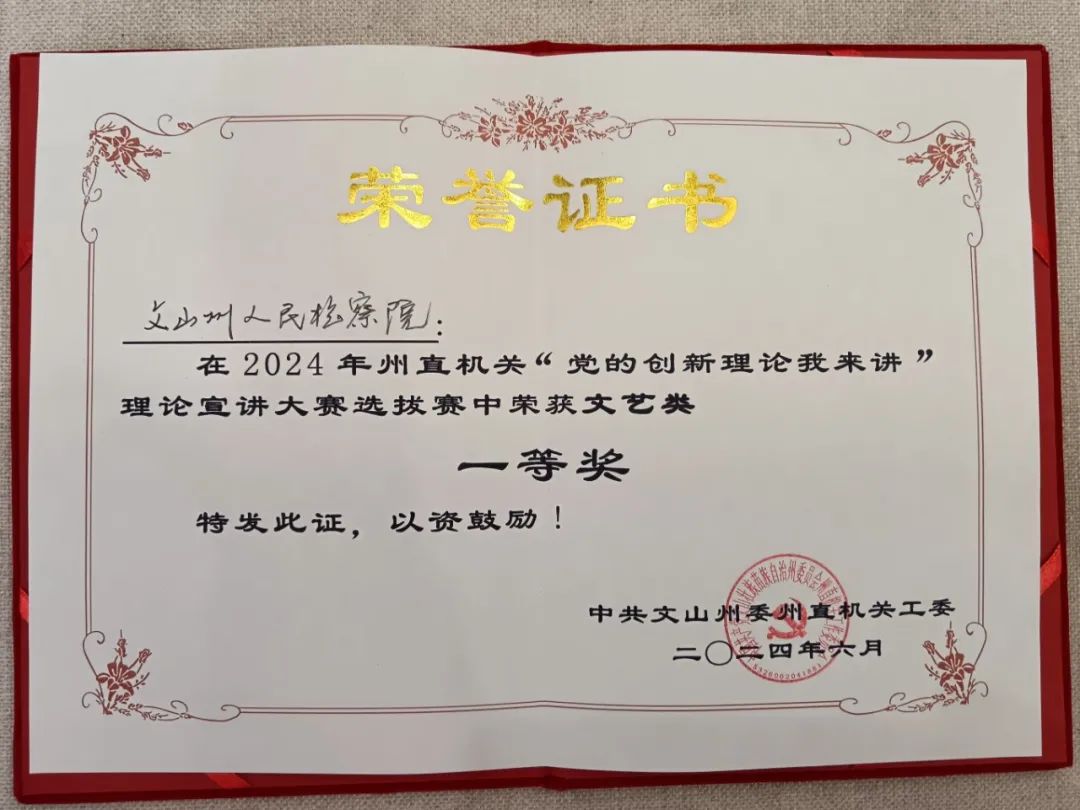 荣誉证书
文山州人民检察院：
在2024年州直机关“党的创新理论我来讲”
理论宣讲大赛选拔赛中荣获文艺类
一等奖
特发此证，以资鼓励！
中共文山州委州直机关工委
二〇二四年六月